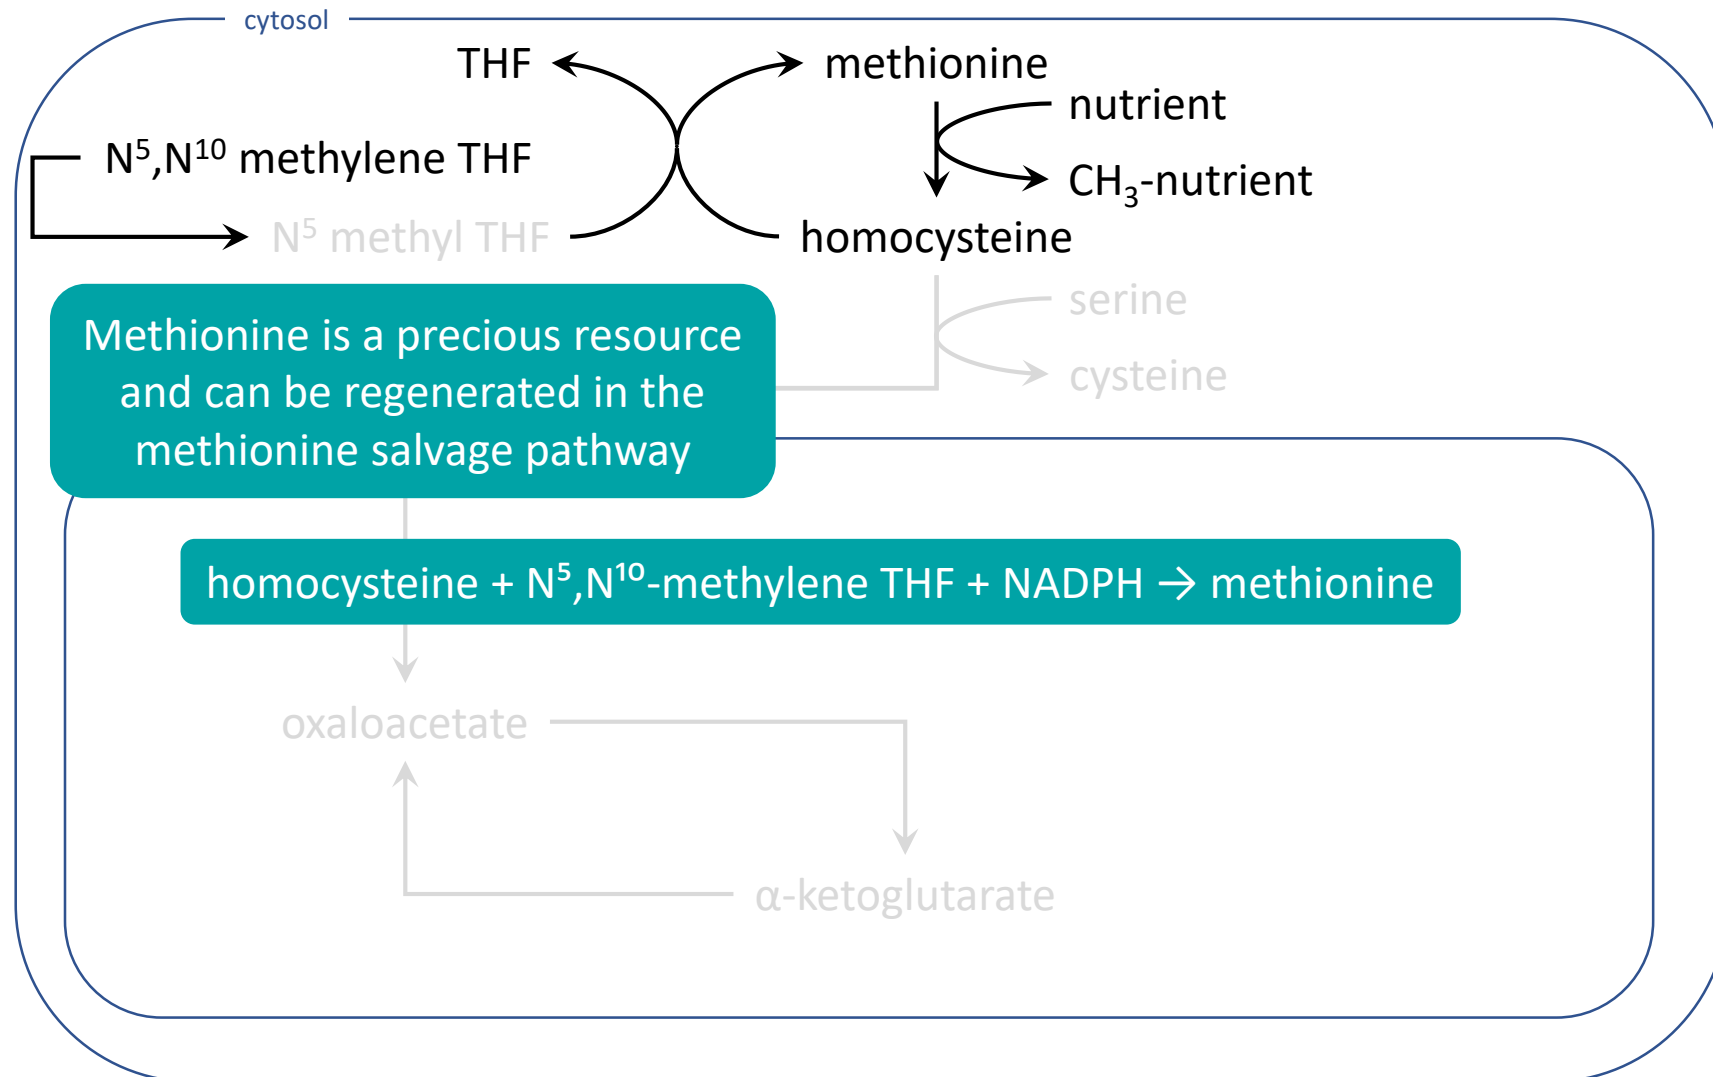 cytosol
THF
methionine
nutrient
N⁵,N¹⁰ methylene THF
CH₃-nutrient
N⁵ methyl THF
homocysteine
serine
Methionine is a precious resource
and can be regenerated in the
methionine salvage pathway
cysteine
homocysteine + N⁵,N¹⁰-methylene THF + NADPH → methionine
oxaloacetate
α-ketoglutarate